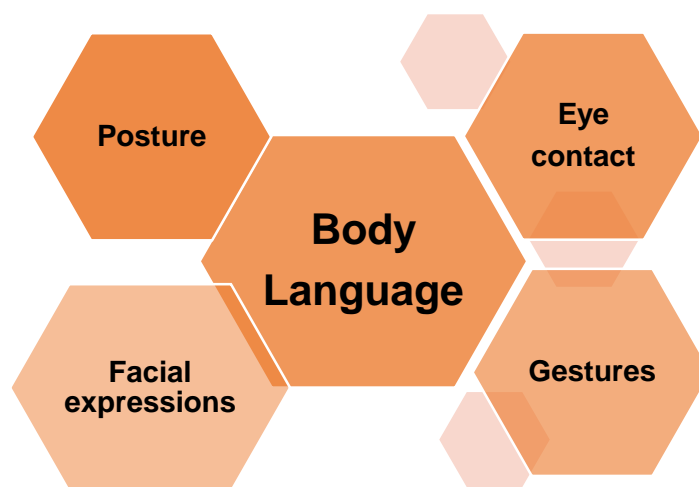 Posture
Eye
contact
Body
Language
Facial
expressions
Gestures